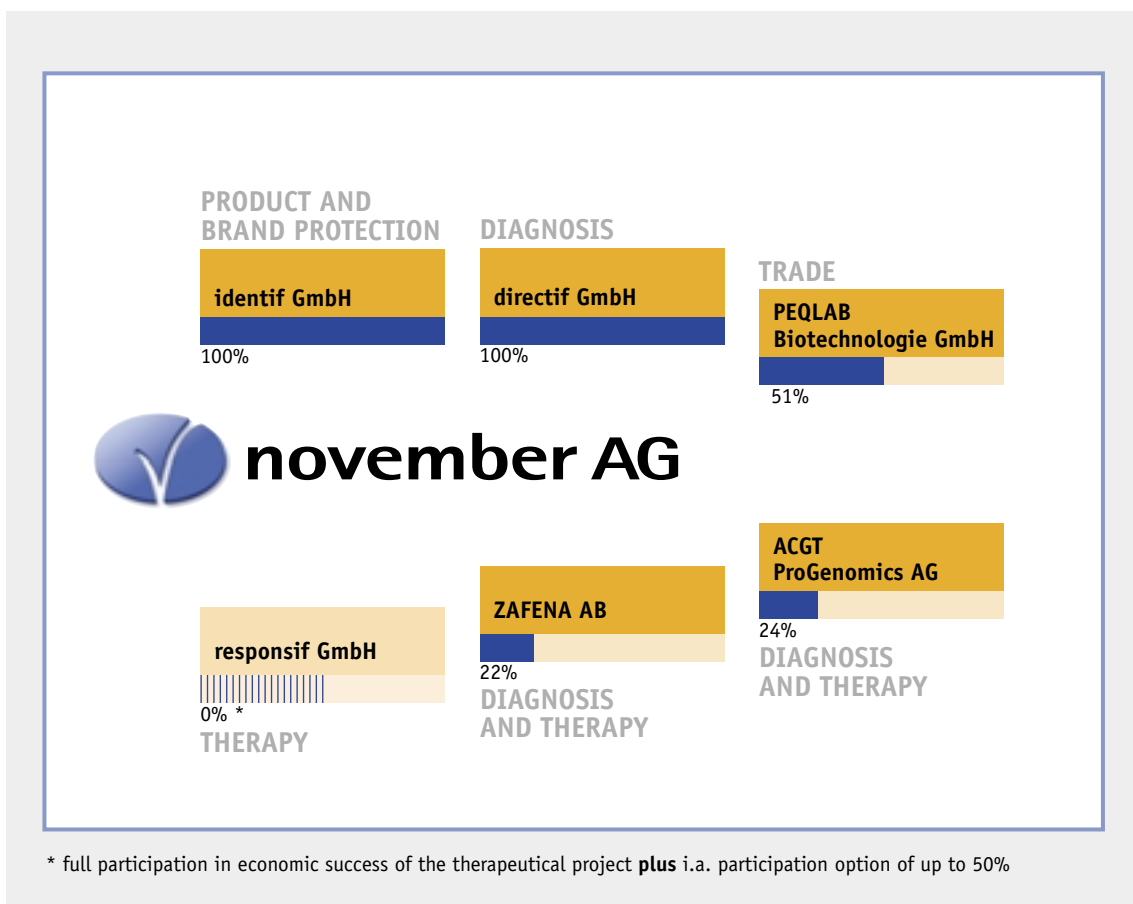 PRODUCT AND
BRAND PROTECTION
identif GmbH
100%
DIAGNOSIS
directif GmbH
100%
TRADE
PEQLAB
Biotechnologie GmbH
51%
november AG
responsif GmbH
0% *
THERAPY
ZAFENA AB
22%
DIAGNOSIS
AND THERAPY
ACGT
ProGenomics AG
24%
DIAGNOSIS
AND THERAPY
* full participation in economic success of the therapeutical project plus i.a. participation option of up to 50%